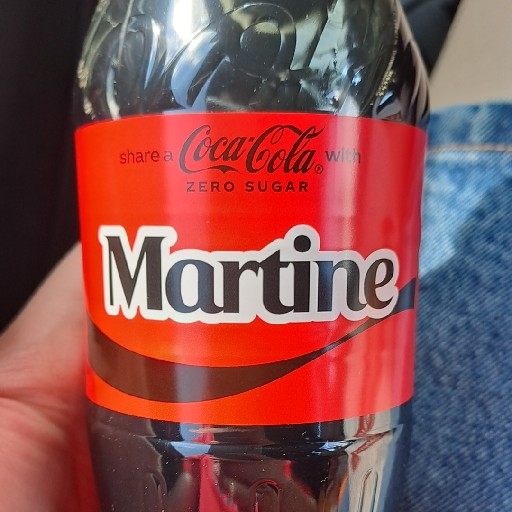 share a Coca-Cola® with
ZERO SUGAR
Martine